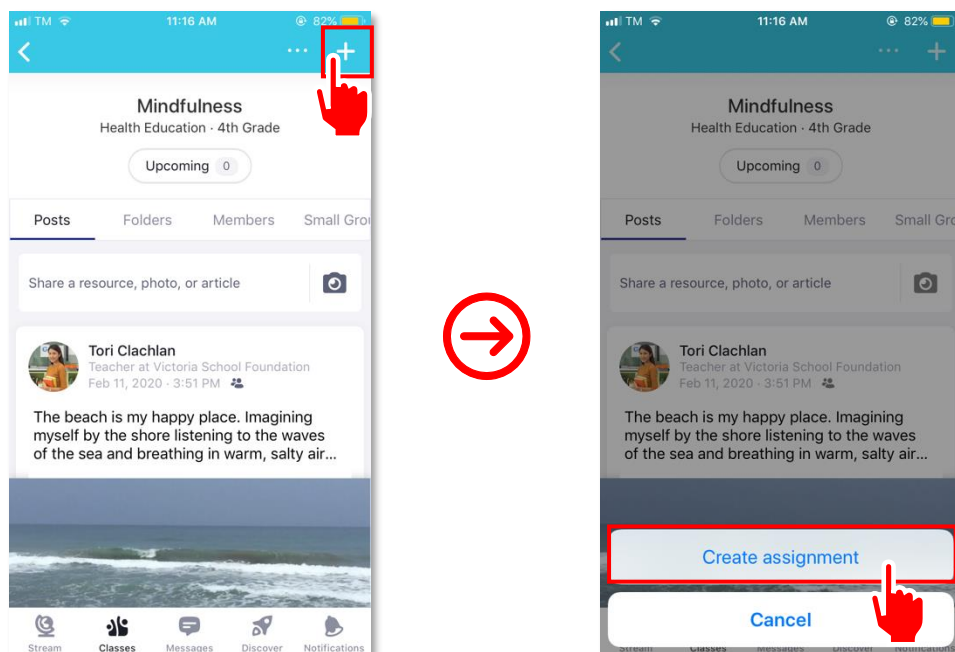 TM 11:16 AM 82%
Mindfulness
Health Education · 4th Grade
Upcoming 0
Posts Folders Members Small Grou
Share a resource, photo, or article
Tori Clachlan
Teacher at Victoria School Foundation
Feb 11, 2020 · 3:51 PM
The beach is my happy place. Imagining
myself by the shore listening to the waves
of the sea and breathing in warm, salty air...
Stream Classes Messages Discover Notifications
TM 11:16 AM 82%
Mindfulness
Health Education · 4th Grade
Upcoming 0
Posts Folders Members Small Gro
Share a resource, photo, or article
Tori Clachlan
Teacher at Victoria School Foundation
Feb 11, 2020 · 3:51 PM
The beach is my happy place. Imagining
myself by the shore listening to the waves
of the sea and breathing in warm, salty air...
Create assignment
Cancel
Stream Classes Messages Discover Notifications